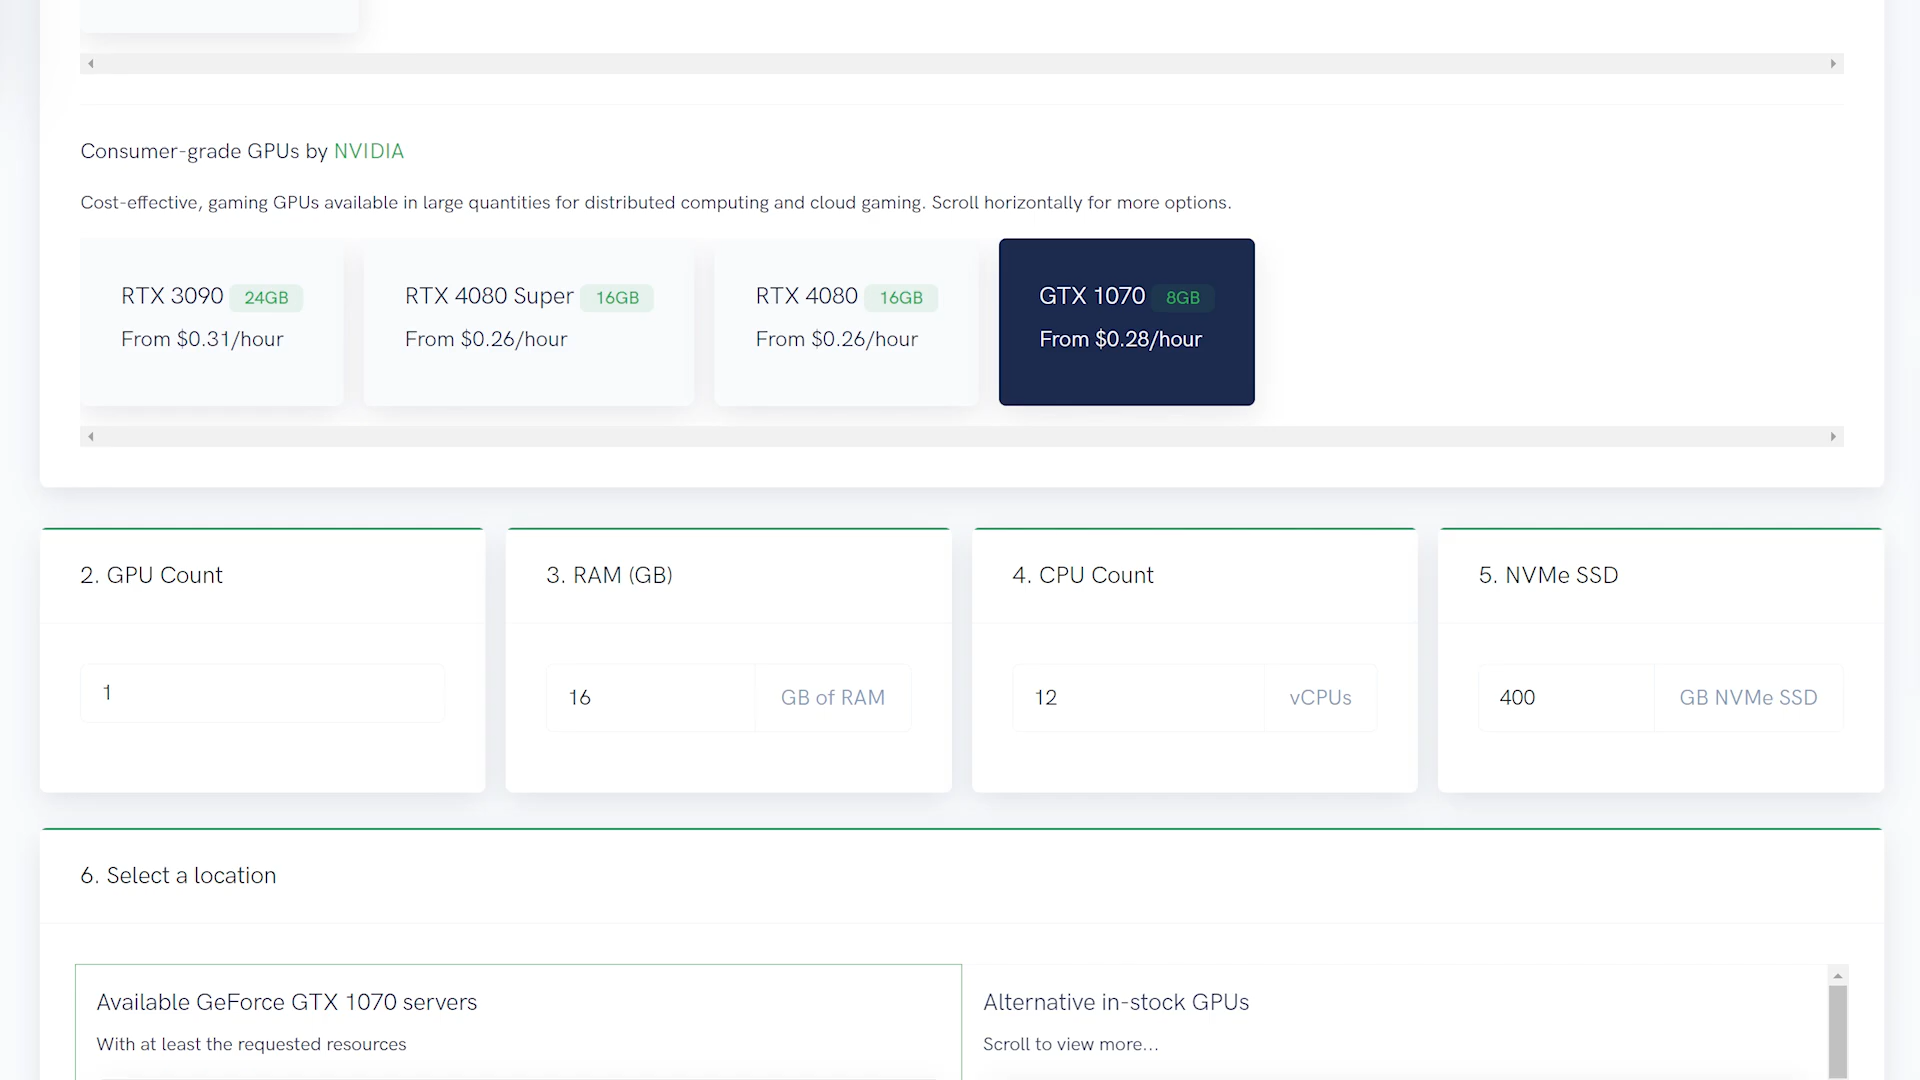 Consumer-grade GPUs by NVIDIA
Cost-effective, gaming GPUs available in large quantities for distributed computing and cloud gaming. Scroll horizontally for more options.
RTX 3090 24GB
From $0.31/hour
RTX 4080 Super 16GB
From $0.26/hour
RTX 4080 16GB
From $0.26/hour
GTX 1070 8GB
From $0.28/hour
2. GPU Count
1
3. RAM (GB)
16 GB of RAM
4. CPU Count
12 vCPUs
5. NVMe SSD
400 GB NVMe SSD
6. Select a location
Available GeForce GTX 1070 servers
With at least the requested resources
Alternative in-stock GPUs
Scroll to view more...